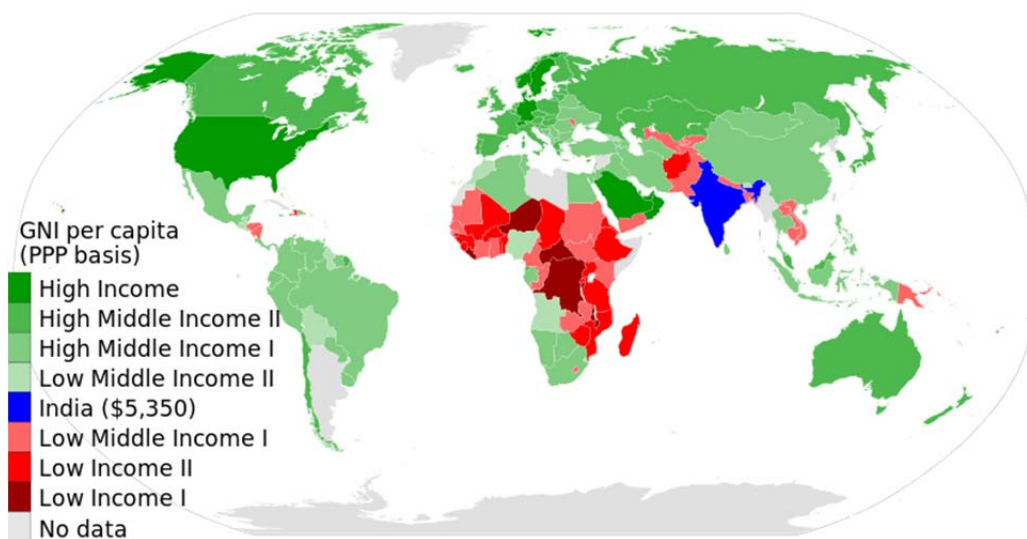 GNI per capita
(PPP basis)
High Income
High Middle Income II
High Middle Income I
Low Middle Income II
India ($5,350)
Low Middle Income I
Low Income II
Low Income I
No data